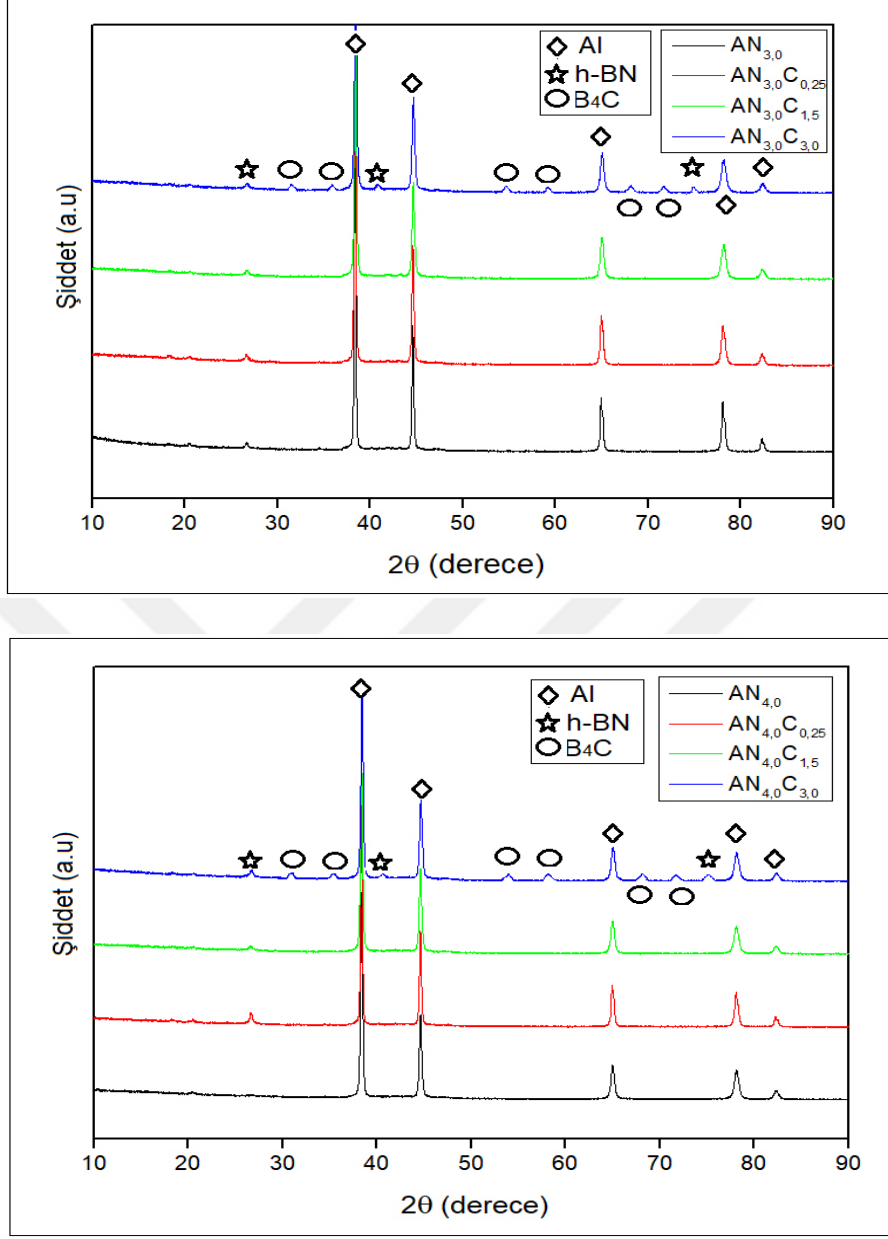 Al
h-BN
B₄C
AN₃,₀
AN₃,₀C₀,₂₅
AN₃,₀C₁,₅
AN₃,₀C₃,₀
Şiddet (a.u)
10 20 30 40 50 60 70 80 90
2θ (derece)
Al
h-BN
B₄C
AN₄,₀
AN₄,₀C₀,₂₅
AN₄,₀C₁,₅
AN₄,₀C₃,₀
Şiddet (a.u)
10 20 30 40 50 60 70 80 90
2θ (derece)